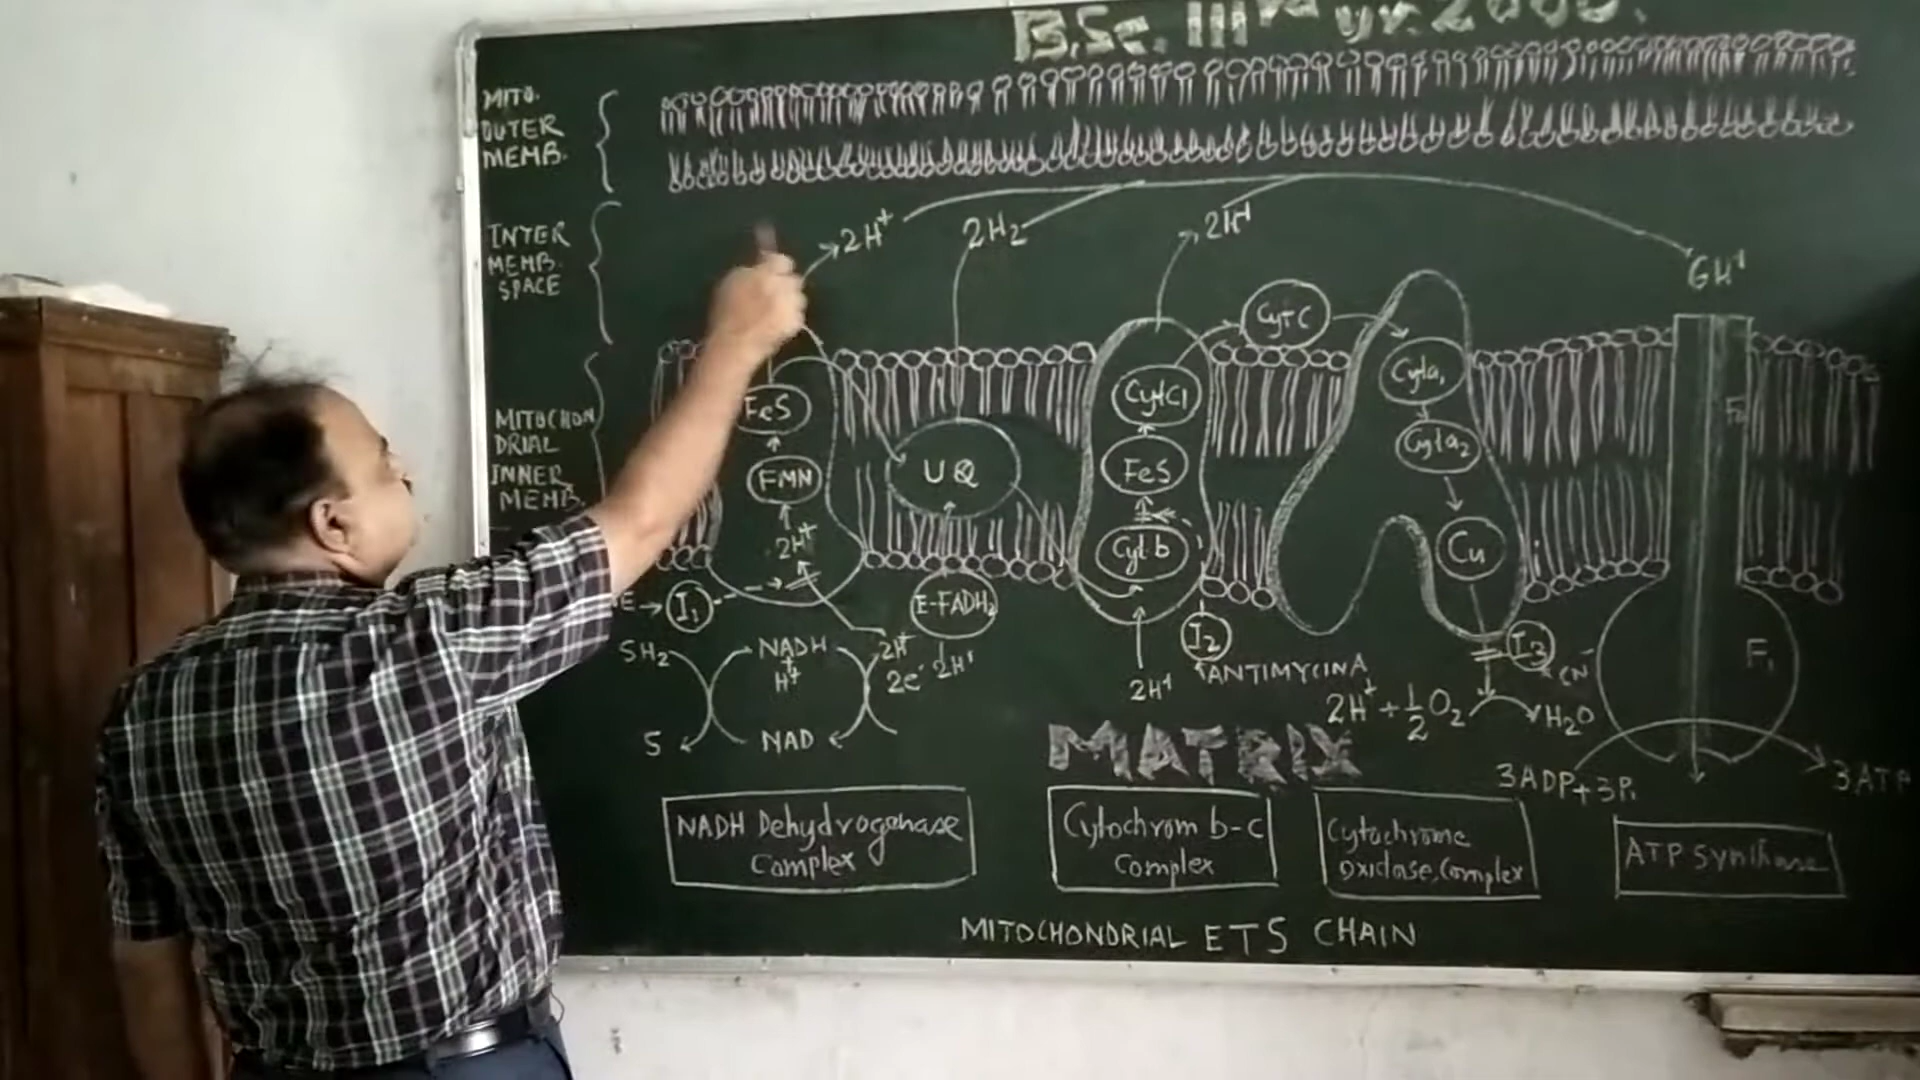 B.Sc. III yr.
MITO.
OUTER
MEMB.
INTER
MEMB.
SPACE
MITOCHON
DRIAL
INNER
MEMB.
2H⁺
2H₂
2H⁺
6H⁺
FeS
FMN
2H⁺
E → I₁
SH₂
NADH
+
H⁺
2H⁺
2e⁻
S
NAD
UQ
E-FADH₂
2H⁺
Cyt C₁
FeS
Cyt b
2H⁺
I₂
ANTIMYCIN A
Cyt C
Cyt a₁
Cyt a₂
Cu
I₃
CN⁻
2H⁺ + ½O₂
H₂O
F₀
F₁
3ADP+3Pi
3ATP
MATRIX
NADH Dehydrogenase
Complex
Cytochrom b-c
Complex
Cytochrome
oxidase, Complex
ATP Synthase
MITOCHONDRIAL ETS CHAIN